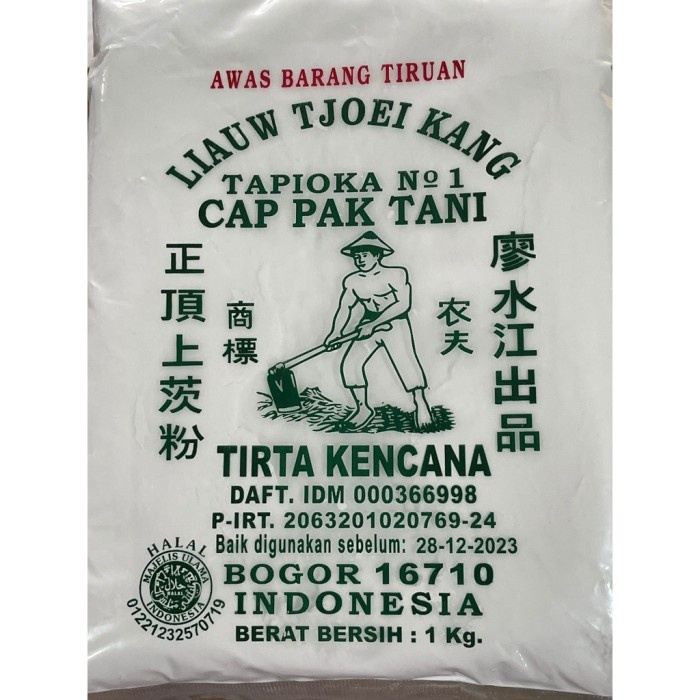 AWAS BARANG TIRUAN
LIAUW TJOEI KANG
TAPIOKA No 1
CAP PAK TANI
正頂上茨粉
商標
农夫
廖水江出品
TIRTA KENCANA
DAFT. IDM 000366998
P-IRT. 2063201020769-24
Baik digunakan sebelum: 28-12-2023
HALAL
MAJELIS ULAMA
حلال
HALAL
INDONESIA
01221232570719
BOGOR 16710
INDONESIA
BERAT BERSIH : 1 Kg.